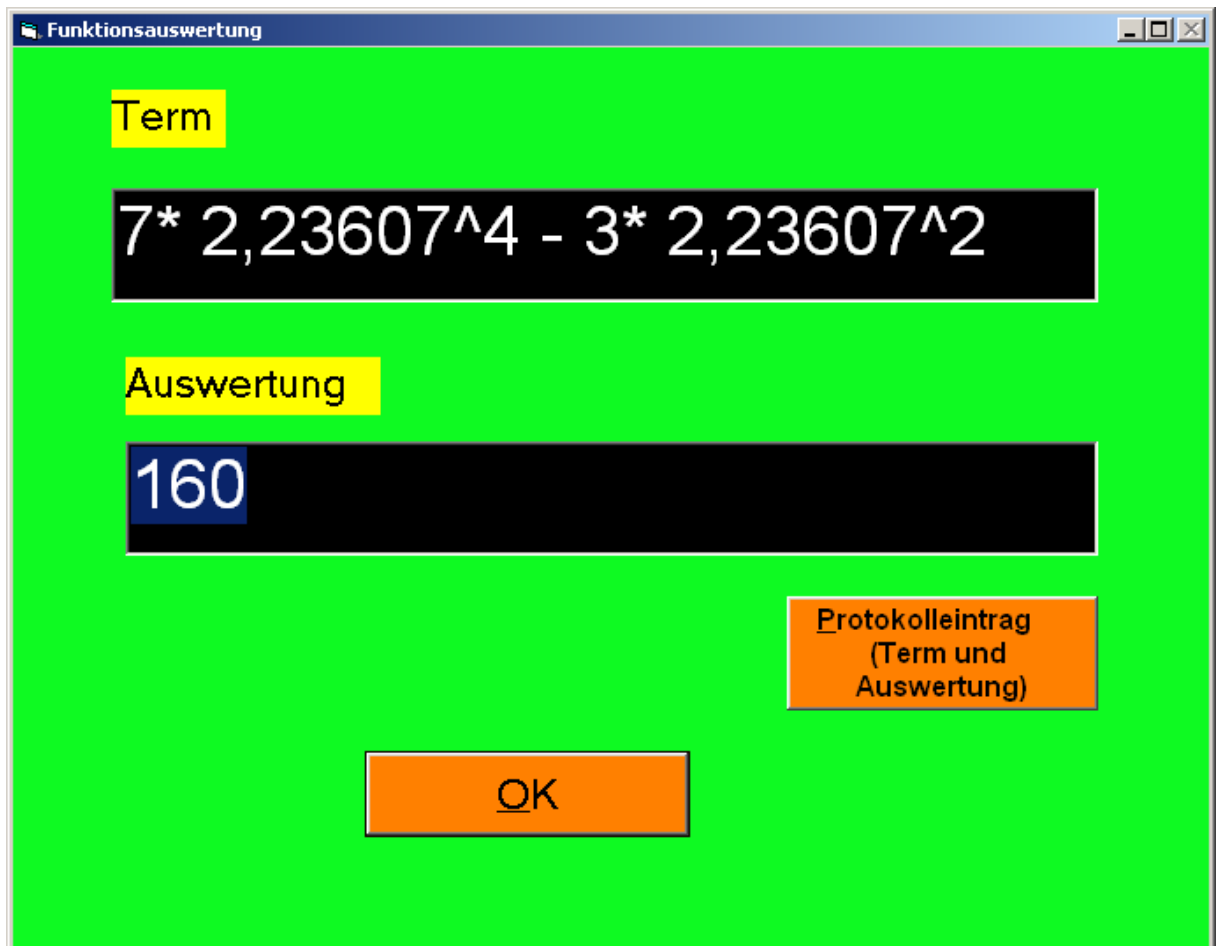 Funktionsauswertung
Term
7* 2,23607^4 - 3* 2,23607^2
Auswertung
160
Protokolleintrag
(Term und
Auswertung)
OK